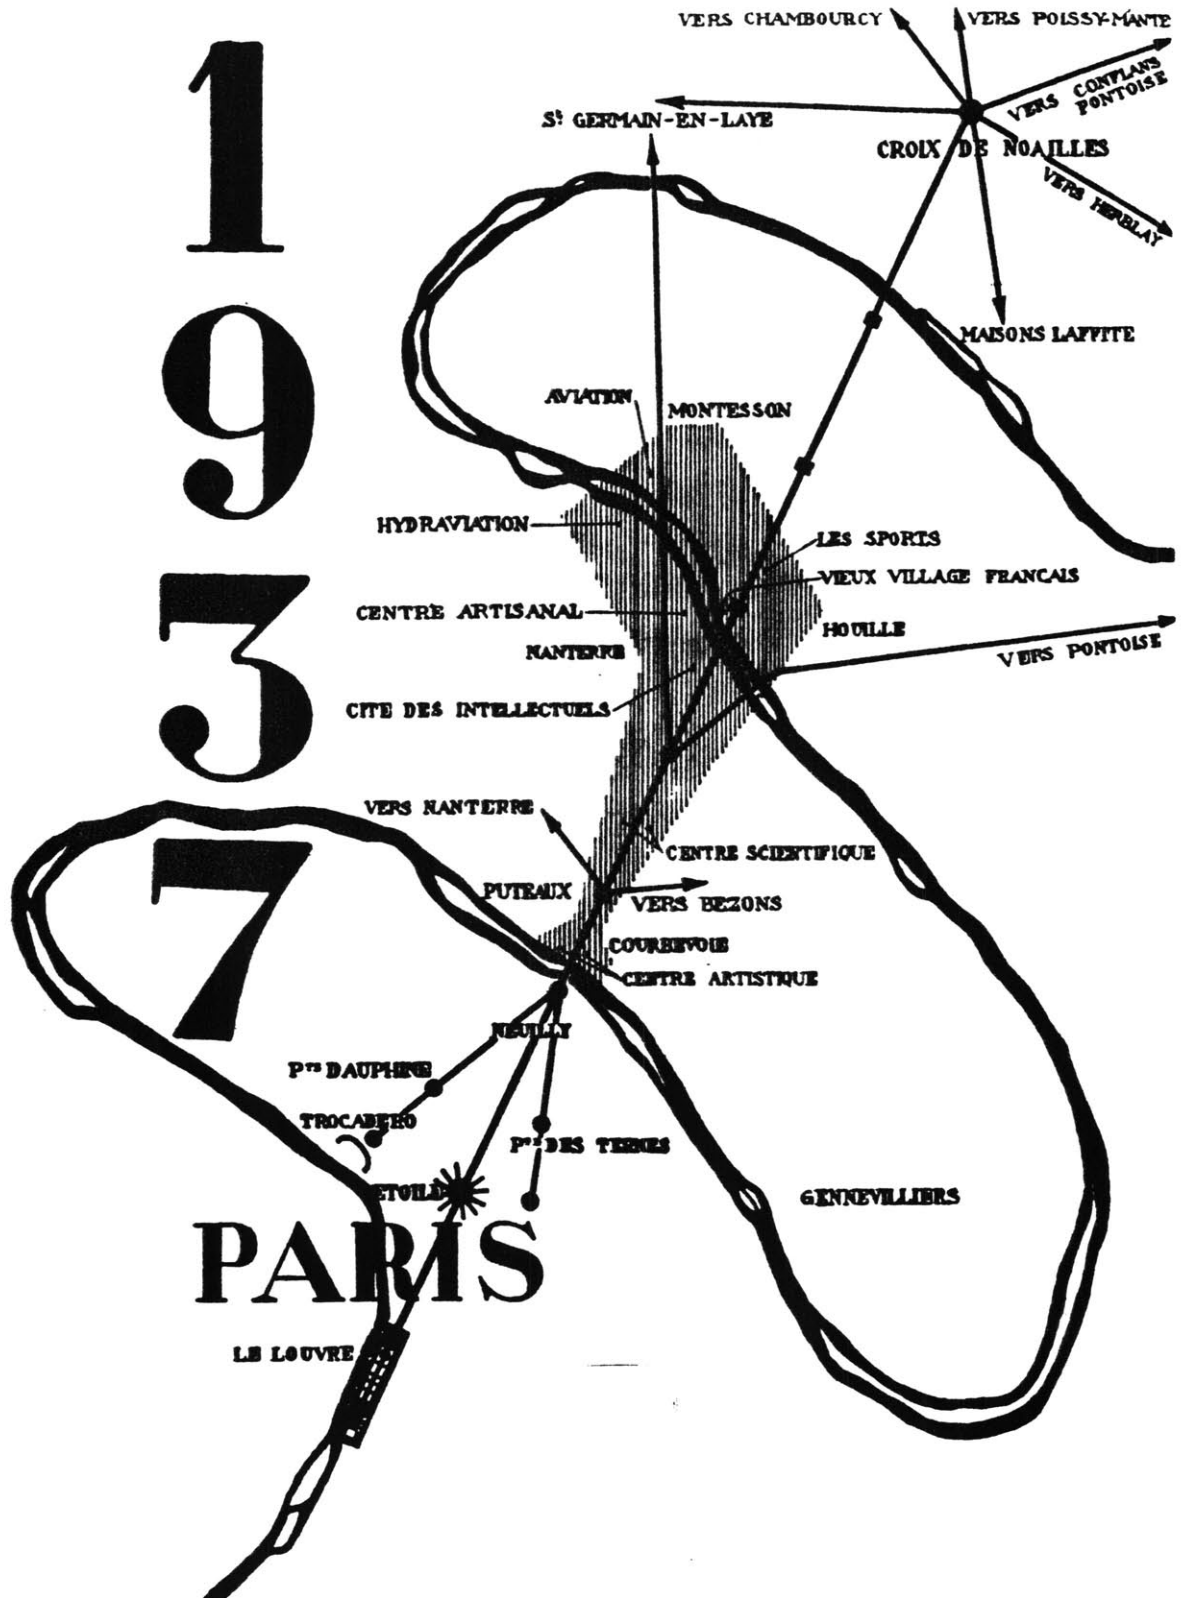 1
9
3
7
VERS CHAMBOURCY
VERS POISSY-MANTE
VERS CONFLANS
PONTOISE
St GERMAIN-EN-LAYE
CROIX DE NOAILLES
VERS HERBLAY
MAISONS LAFFITE
AVIATION
MONTESSON
HYDRAVIATION
LES SPORTS
VIEUX VILLAGE FRANCAIS
CENTRE ARTISANAL
HOUILLE
NANTERRE
VERS PONTOISE
CITE DES INTELLECTUELS
VERS NANTERRE
CENTRE SCIENTIFIQUE
PUTEAUX
VERS BEZONS
COURBEVOIE
CENTRE ARTISTIQUE
NEUILLY
Pте DAUPHINE
TROCADERO
Pте DES TERNES
ETOILE
GENNEVILLIERS
PARIS
LE LOUVRE